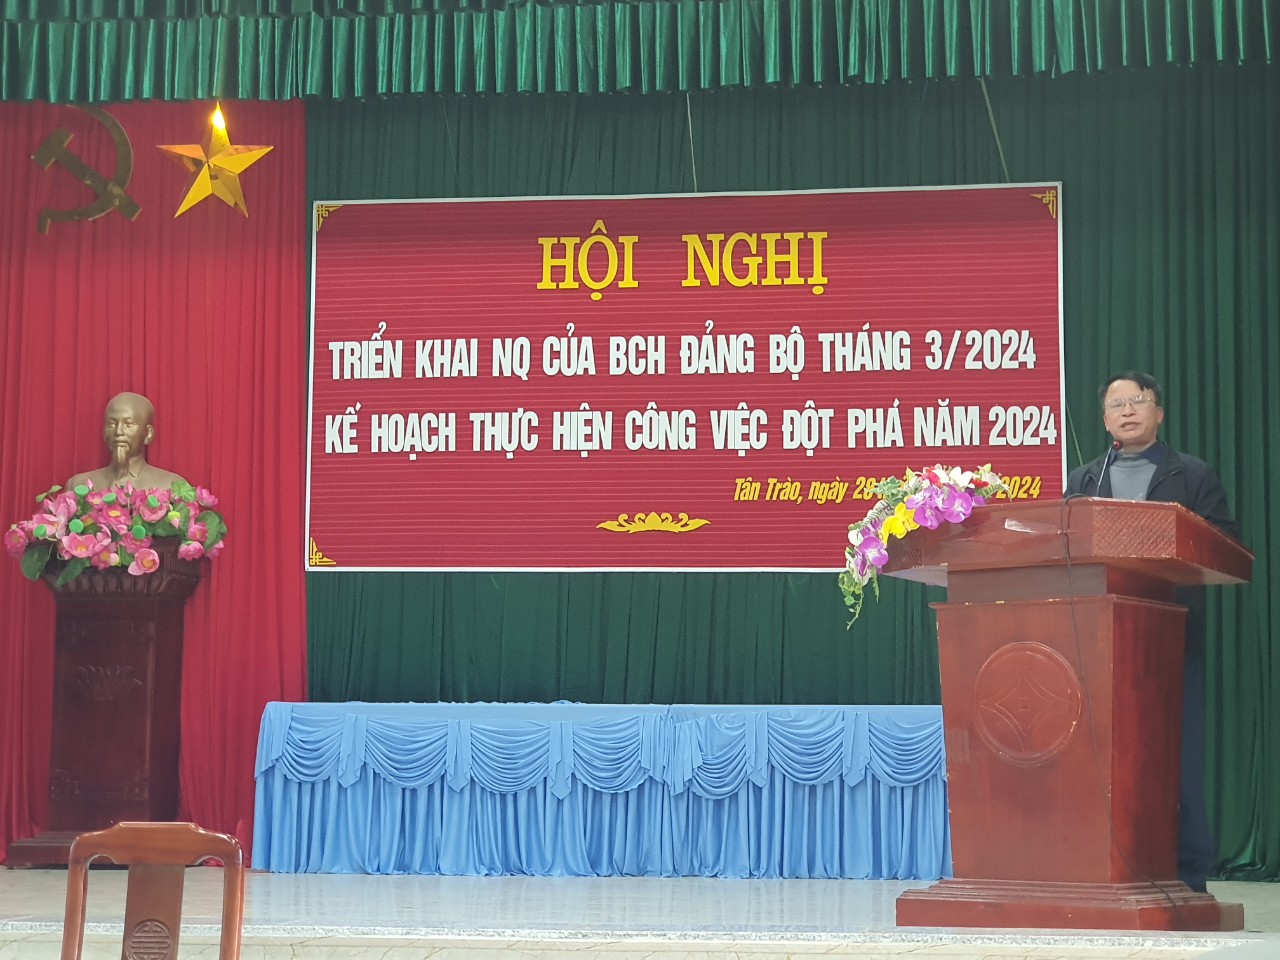 HỘI NGHỊ
TRIỂN KHAI NQ CỦA BCH ĐẢNG BỘ THÁNG 3/2024
KẾ HOẠCH THỰC HIỆN CÔNG VIỆC ĐỘT PHÁ NĂM 2024
Tân Trào, ngày 28 2024